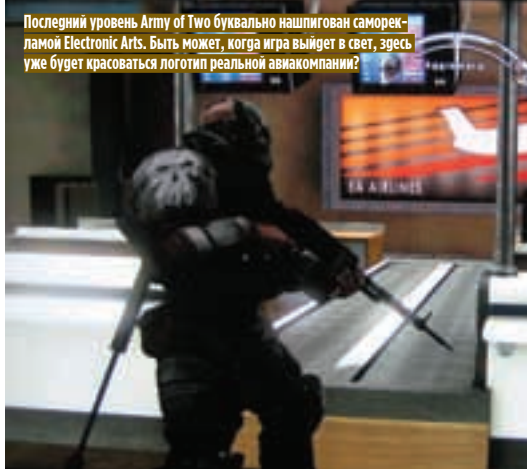 Последний уровень Army of Two буквально нашпигован саморек-
ламой Electronic Arts. Быть может, когда игра выйдет в свет, здесь
уже будет красоваться логотип реальной авиакомпании?
EA AIRLINES